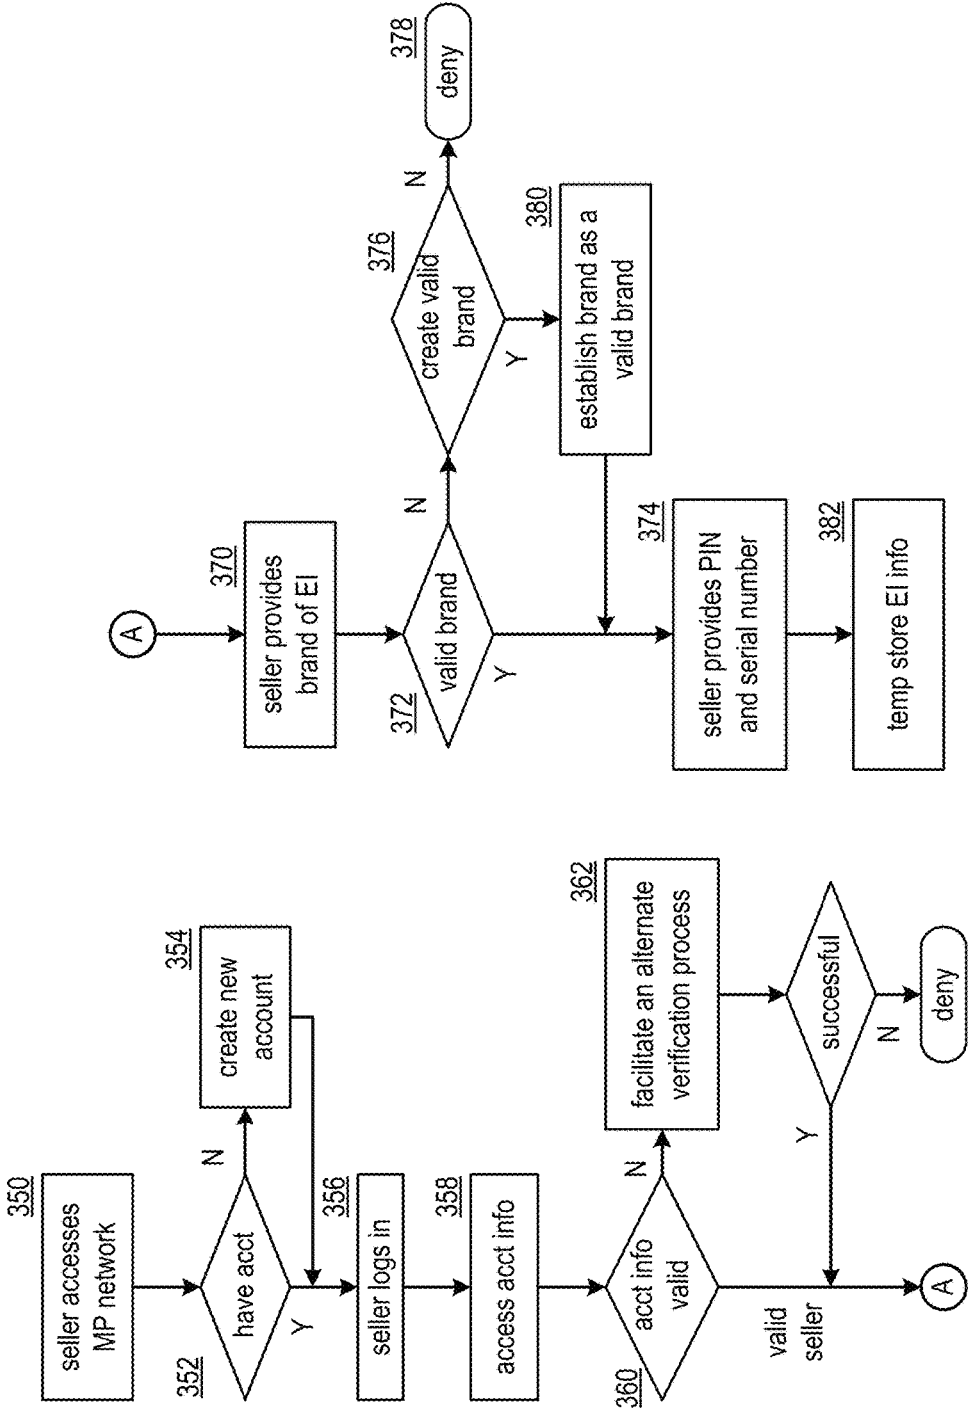 350
seller accesses
MP network
352
have acct
N
Y
354
create new
account
356
seller logs in
358
access acct info
360
acct info
valid
N
valid
seller
362
facilitate an alternate
verification process
successful
Y
N
deny
A
A
370
seller provides
brand of EI
372
valid brand
N
Y
376
create valid
brand
N
Y
378
deny
380
establish brand as a
valid brand
374
seller provides PIN
and serial number
382
temp store EI info